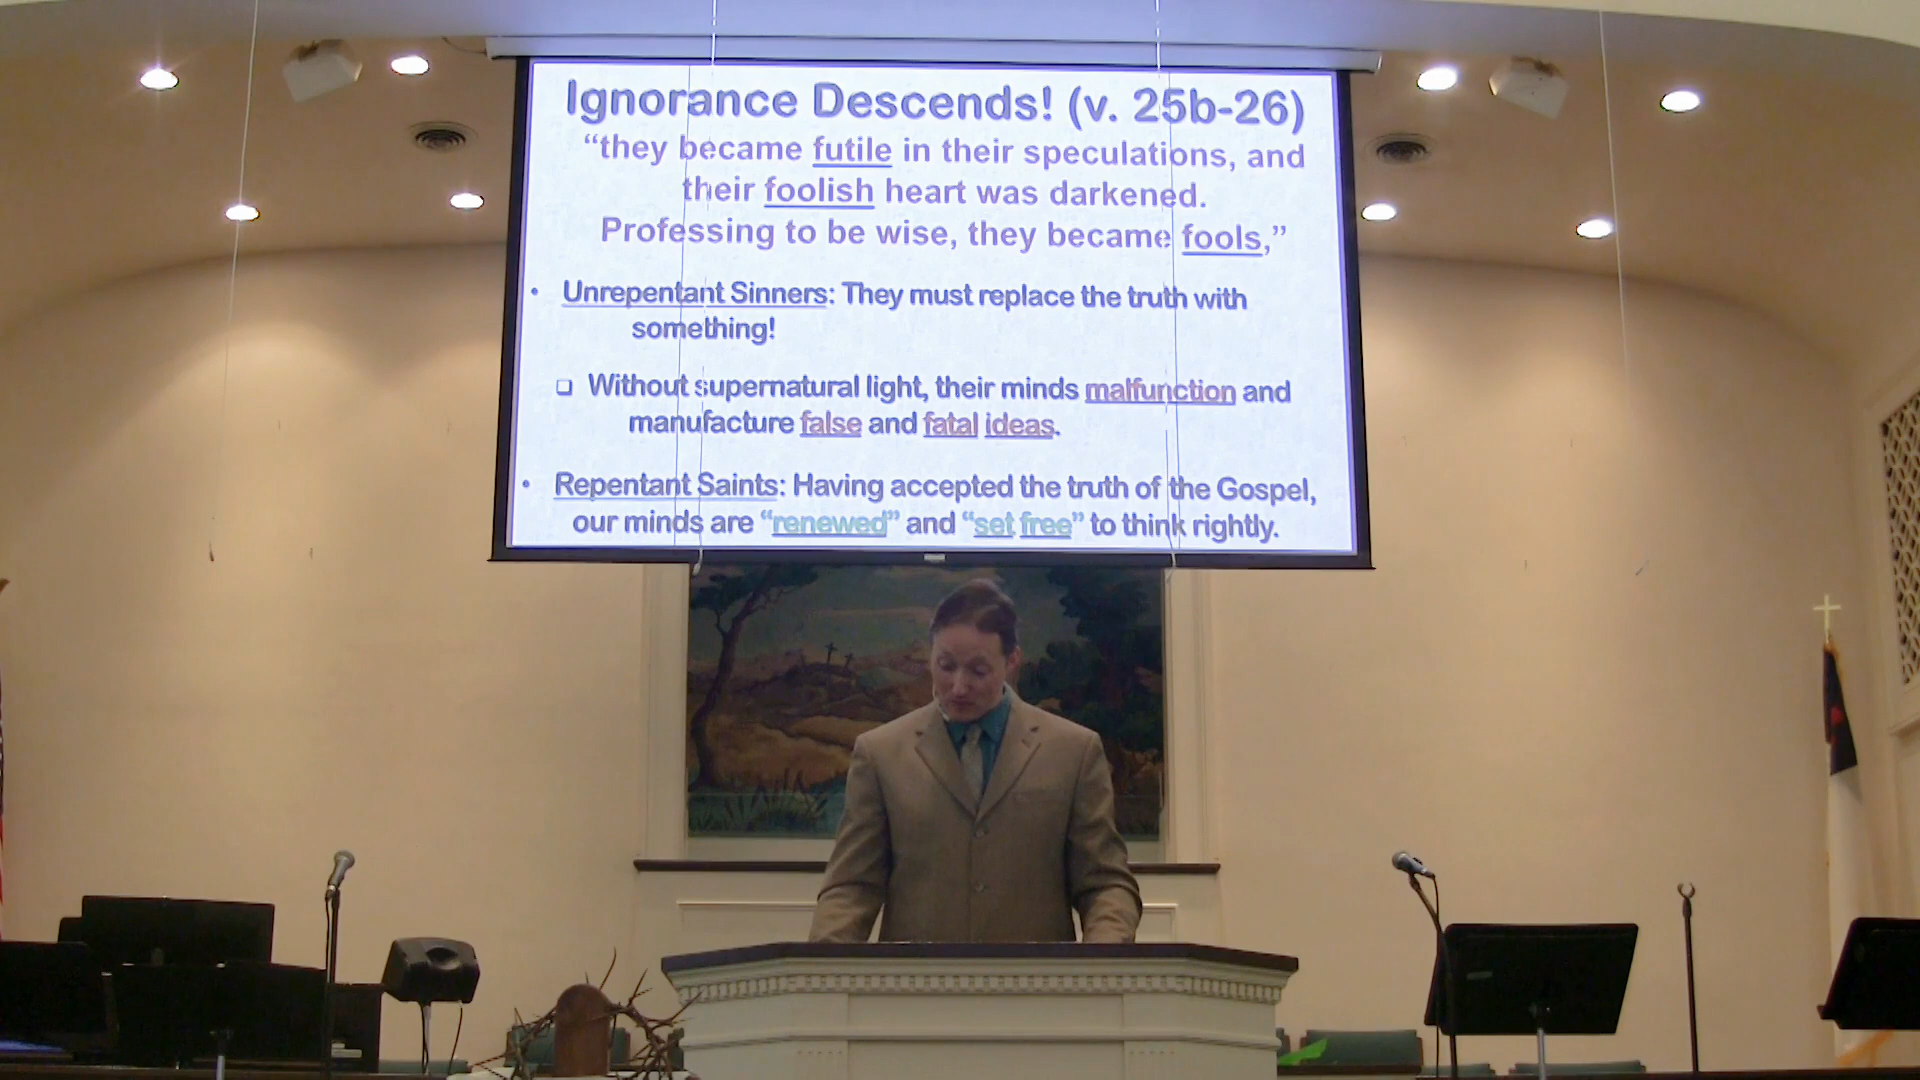 Ignorance Descends! (v. 25b-26)
“they became futile in their speculations, and
their foolish heart was darkened.
Professing to be wise, they became fools,”
• Unrepentant Sinners: They must replace the truth with
something!
❑ Without supernatural light, their minds malfunction and
manufacture false and fatal ideas.
• Repentant Saints: Having accepted the truth of the Gospel,
our minds are “renewed” and “set free” to think rightly.